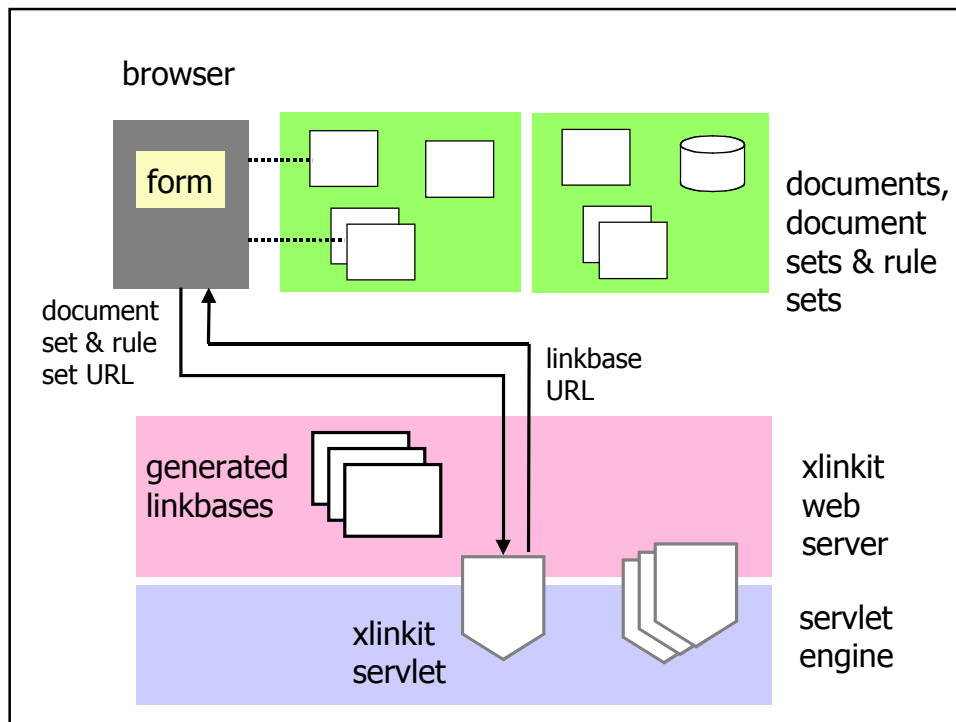 browser
form
documents,
document
sets & rule
sets
document
set & rule
set URL
linkbase
URL
generated
linkbases
xlinkit
web
server
xlinkit
servlet
servlet
engine